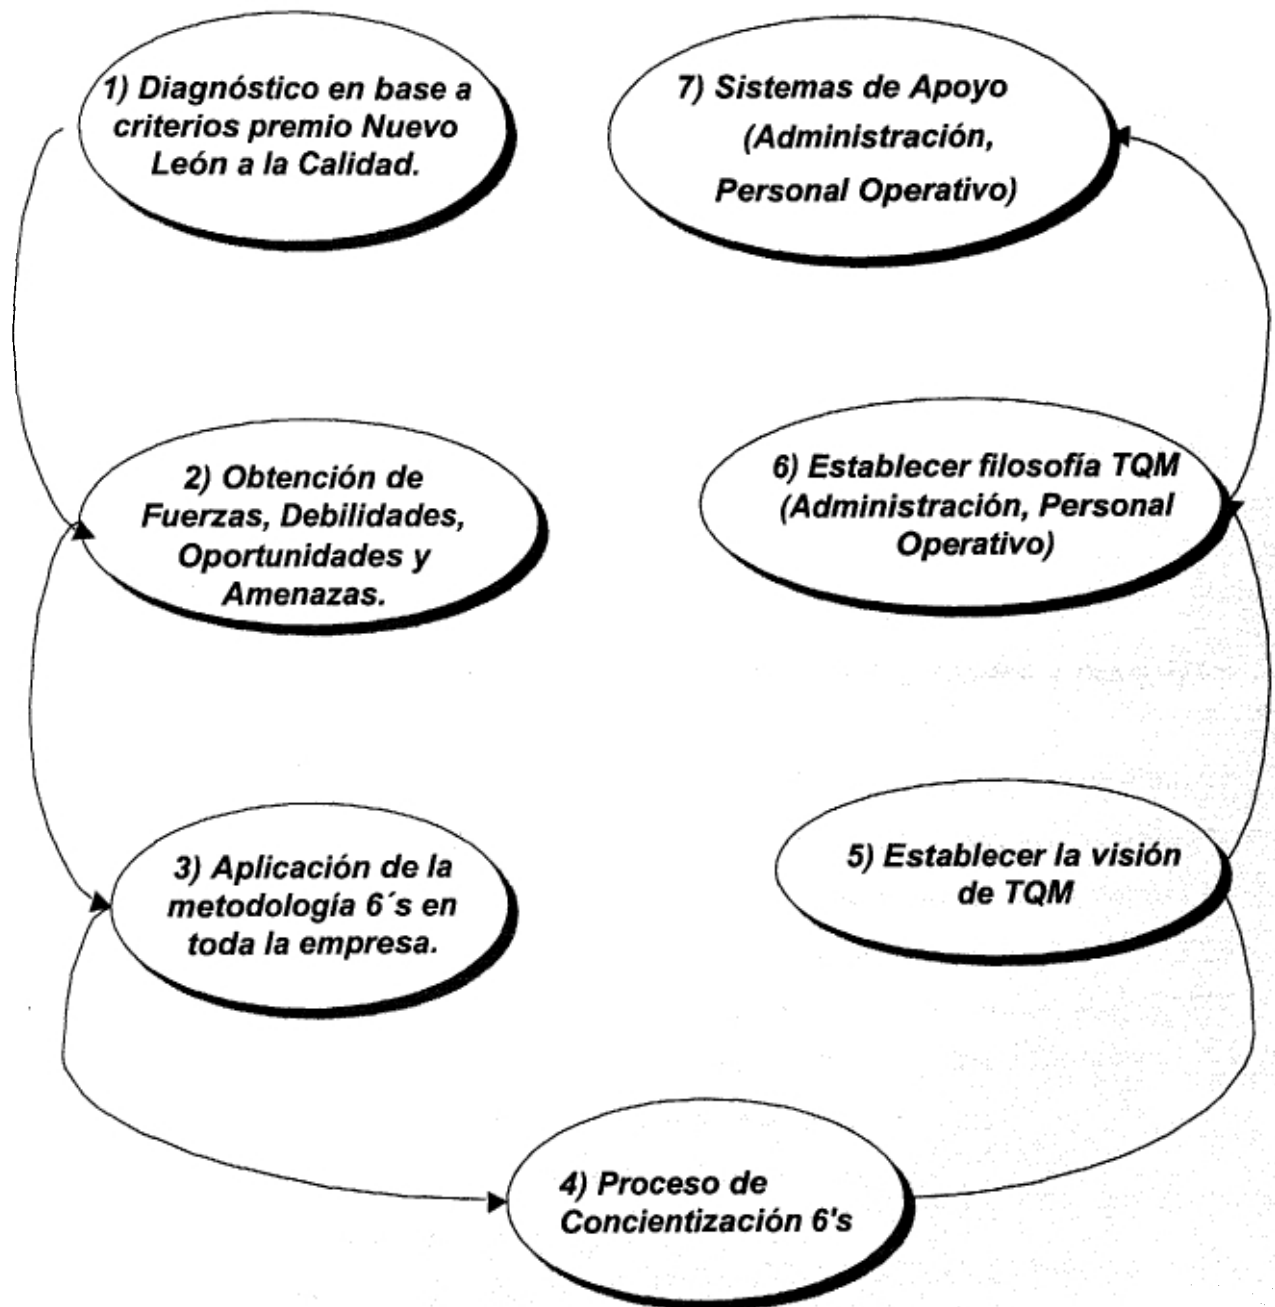 1) Diagnóstico en base a
criterios premio Nuevo
León a la Calidad.
2) Obtención de
Fuerzas, Debilidades,
Oportunidades y
Amenazas.
3) Aplicación de la
metodología 6´s en
toda la empresa.
4) Proceso de
Concientización 6's
5) Establecer la visión
de TQM
6) Establecer filosofía TQM
(Administración, Personal
Operativo)
7) Sistemas de Apoyo
(Administración,
Personal Operativo)